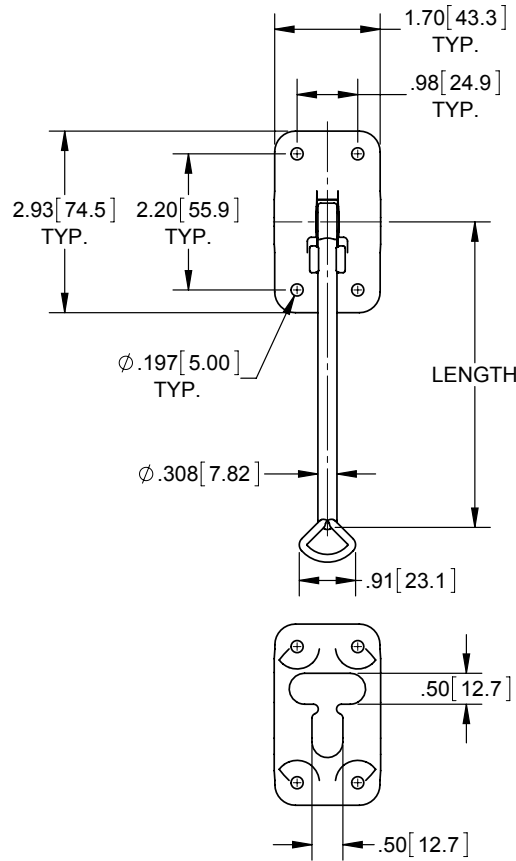 1.70[43.3]
TYP.
.98[24.9]
TYP.
2.93[74.5]
TYP.
2.20[55.9]
TYP.
∅.197[5.00]
TYP.
LENGTH
∅.308[7.82]
.91[23.1]
.50[12.7]
.50[12.7]